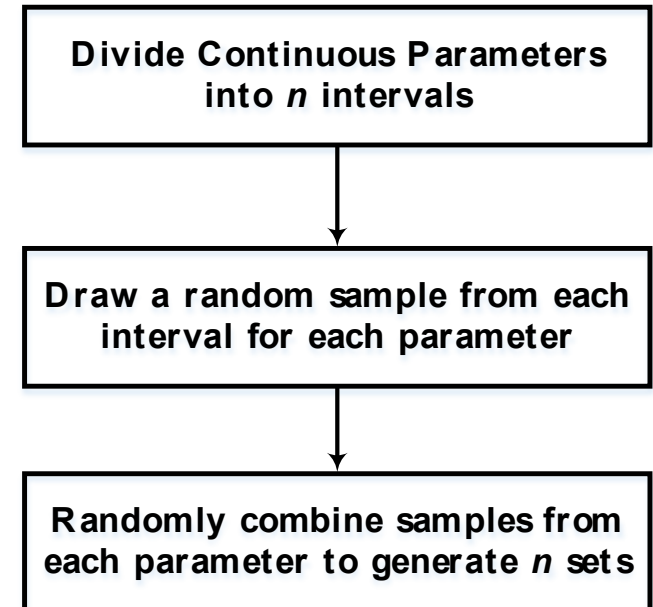 Divide Continuous Parameters
into n intervals
Draw a random sample from each
interval for each parameter
Randomly combine samples from
each parameter to generate n sets